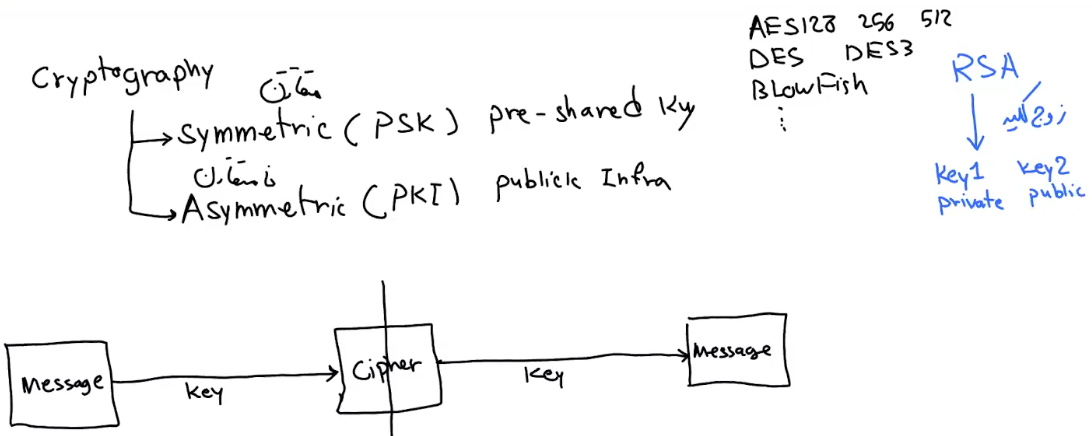 Cryptography
متقارن
Symmetric (PSK) pre-shared Key
نامتقارن
Asymmetric (PKI) publick Infra
AES128 256 512
DES DES3
BlowFish
⋮
RSA
زوج کلید
Key1 Key2
private public
Message
Key
Cipher
Key
Message